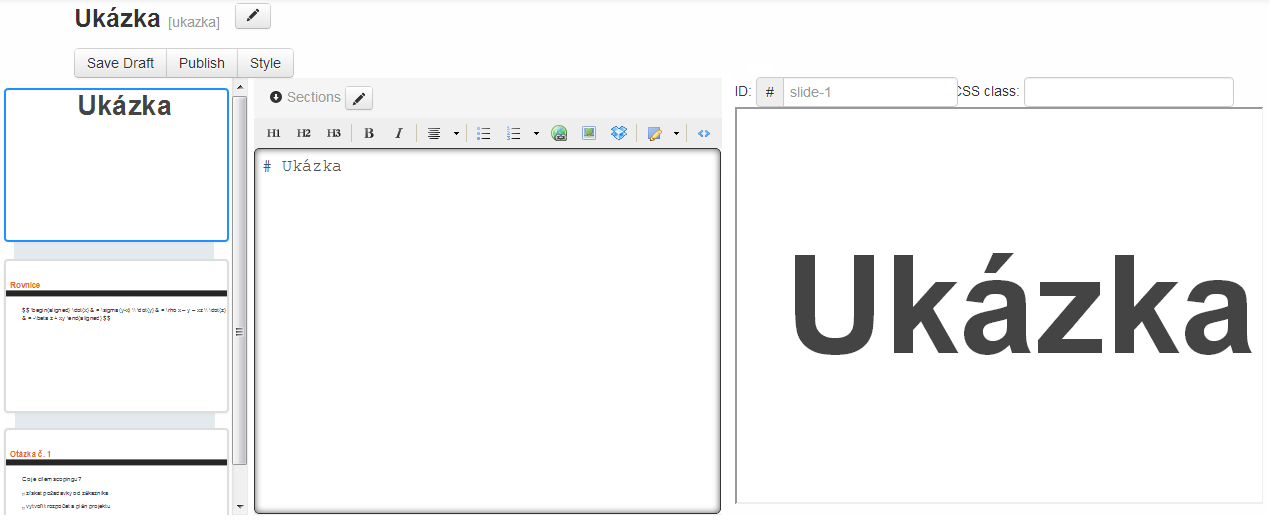 Ukázka [ukazka]
Save Draft Publish Style
Ukázka
Rovnice
$$ \begin{aligned} \dot{x} & = \sigma (y-x) \\ \dot{y} & = \rho x – y – xz \\ \dot{z}
& = -\beta z + xy \end{aligned} $$
Otázka č. 1
Co je cílem scopingu?
získat požadavky od zákazníka
vytvořit rozpočet a plán projektu
Sections
H1 H2 H3 B I
# Ukázka
ID: # slide-1 CSS class:
Ukázka